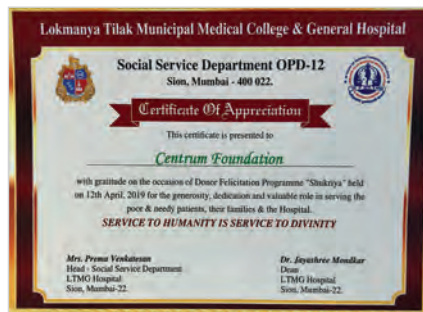 Lokmanya Tilak Municipal Medical College & General Hospital
Social Service Department OPD-12
Sion, Mumbai - 400 022.
Certificate Of Appreciation
This certificate is presented to
Centrum Foundation
with gratitude on the occasion of Donor Felicitation Programme "Shukriya" held
on 12th April, 2019 for the generosity, dedication and valuable role in serving the
poor & needy patients, their families & the Hospital.
SERVICE TO HUMANITY IS SERVICE TO DIVINITY
Mrs. Prema Venkatesan
Head - Social Service Department
LTMG Hospital
Sion, Mumbai-22.
Dr. Jayashree Mondkar
Dean
LTMG Hospital
Sion, Mumbai-22.